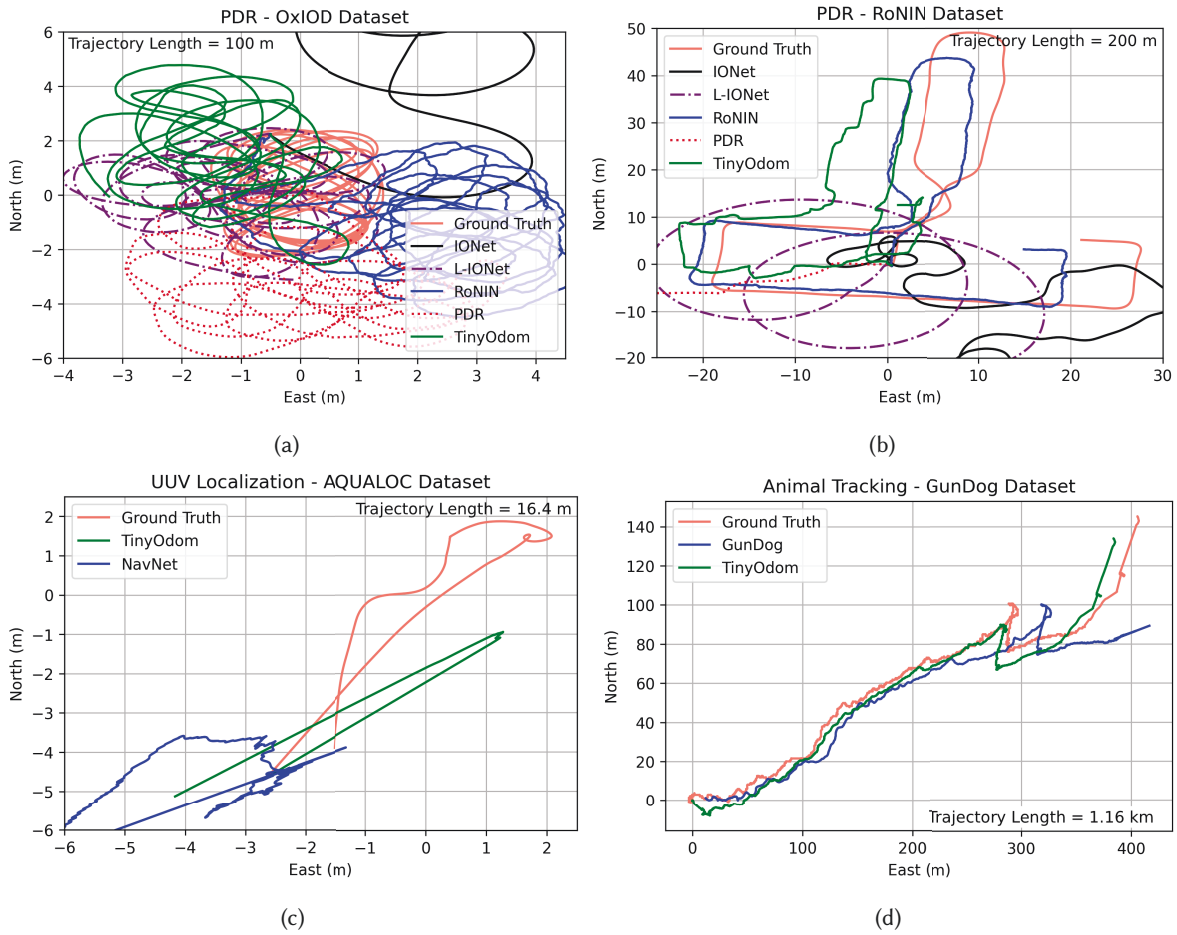 PDR - OxIOD Dataset
Trajectory Length = 100 m
6
4
2
0
−2
−4
−6
North (m)
Ground Truth
IONet
L-IONet
RoNIN
PDR
TinyOdom
−4 −3 −2 −1 0 1 2 3 4
East (m)
(a)
PDR - RoNIN Dataset
Trajectory Length = 200 m
50
40
30
20
10
0
−10
−20
North (m)
Ground Truth
IONet
L-IONet
RoNIN
PDR
TinyOdom
−20 −10 0 10 20 30
East (m)
(b)
UUV Localization - AQUALOC Dataset
Trajectory Length = 16.4 m
2
1
0
−1
−2
−3
−4
−5
−6
North (m)
Ground Truth
TinyOdom
NavNet
−6 −5 −4 −3 −2 −1 0 1 2
East (m)
(c)
Animal Tracking - GunDog Dataset
140
120
100
80
60
40
20
0
North (m)
Ground Truth
GunDog
TinyOdom
Trajectory Length = 1.16 km
0 100 200 300 400
East (m)
(d)